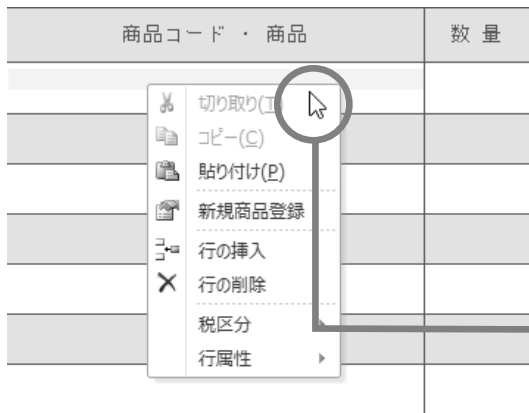 商品コード ・ 商品
数 量
切り取り(T)
コピー(C)
貼り付け(P)
新規商品登録
行の挿入
行の削除
税区分
行属性